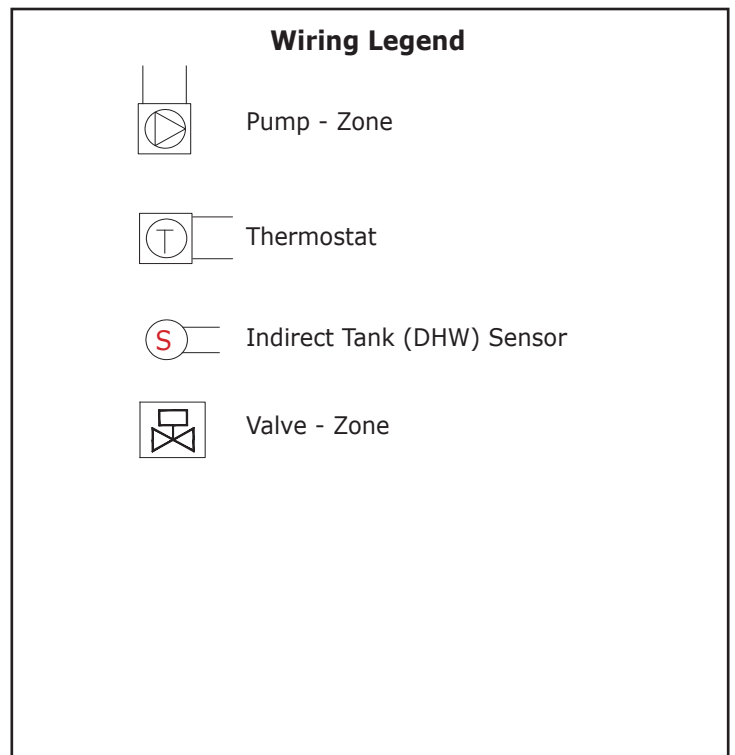 Wiring Legend
Pump - Zone
T Thermostat
S Indirect Tank (DHW) Sensor
Valve - Zone